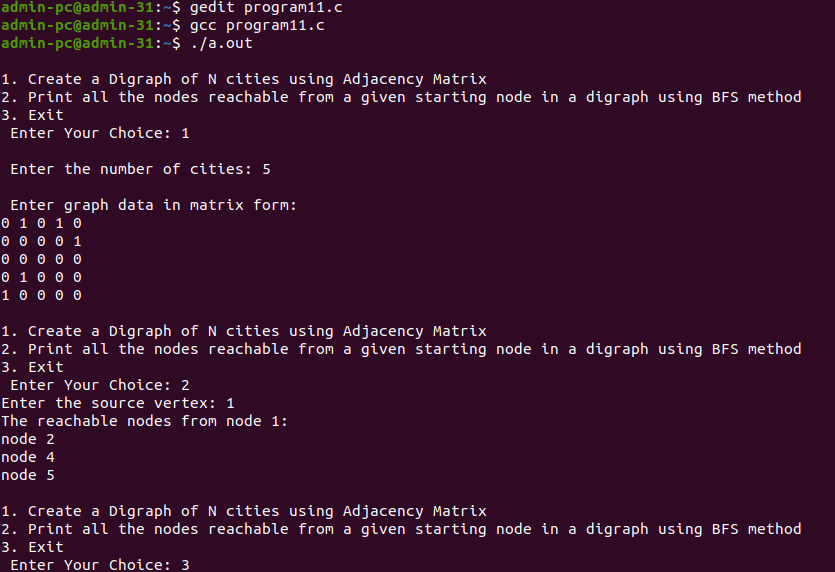 admin-pc@admin-31:~$ gedit program11.c
admin-pc@admin-31:~$ gcc program11.c
admin-pc@admin-31:~$ ./a.out
1. Create a Digraph of N cities using Adjacency Matrix
2. Print all the nodes reachable from a given starting node in a digraph using BFS method
3. Exit
Enter Your Choice: 1
Enter the number of cities: 5
Enter graph data in matrix form:
0 1 0 1 0
0 0 0 0 1
0 0 0 0 0
0 1 0 0 0
1 0 0 0 0
1. Create a Digraph of N cities using Adjacency Matrix
2. Print all the nodes reachable from a given starting node in a digraph using BFS method
3. Exit
Enter Your Choice: 2
Enter the source vertex: 1
The reachable nodes from node 1:
node 2
node 4
node 5
1. Create a Digraph of N cities using Adjacency Matrix
2. Print all the nodes reachable from a given starting node in a digraph using BFS method
3. Exit
Enter Your Choice: 3